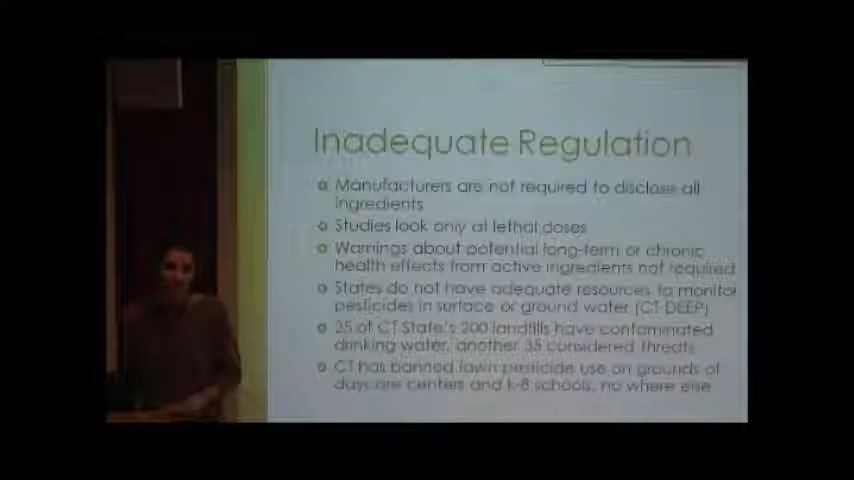 Inadequate Regulation
Manufacturers are not required to disclose all
ingredients
Studies look only at lethal doses
Warnings about potential long-term or chronic
health effects from active ingredients not required
States do not have adequate resources to monitor
pesticides in surface or ground water (CT-DEEP)
25 of CT State's 200 landfills have contaminated
drinking water, another 35 considered threats
CT has banned lawn pesticide use on grounds of
daycare centers and k-8 schools, no where else